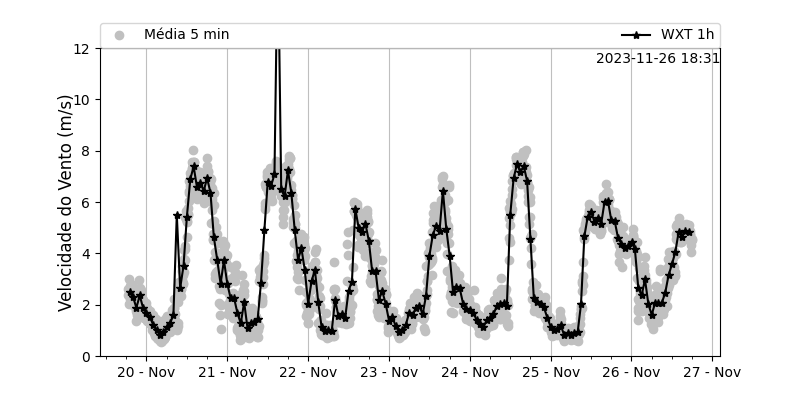 Média 5 min
WXT 1h
2023-11-26 18:31
Velocidade do Vento (m/s)
12
10
8
6
4
2
0
20 - Nov
21 - Nov
22 - Nov
23 - Nov
24 - Nov
25 - Nov
26 - Nov
27 - Nov